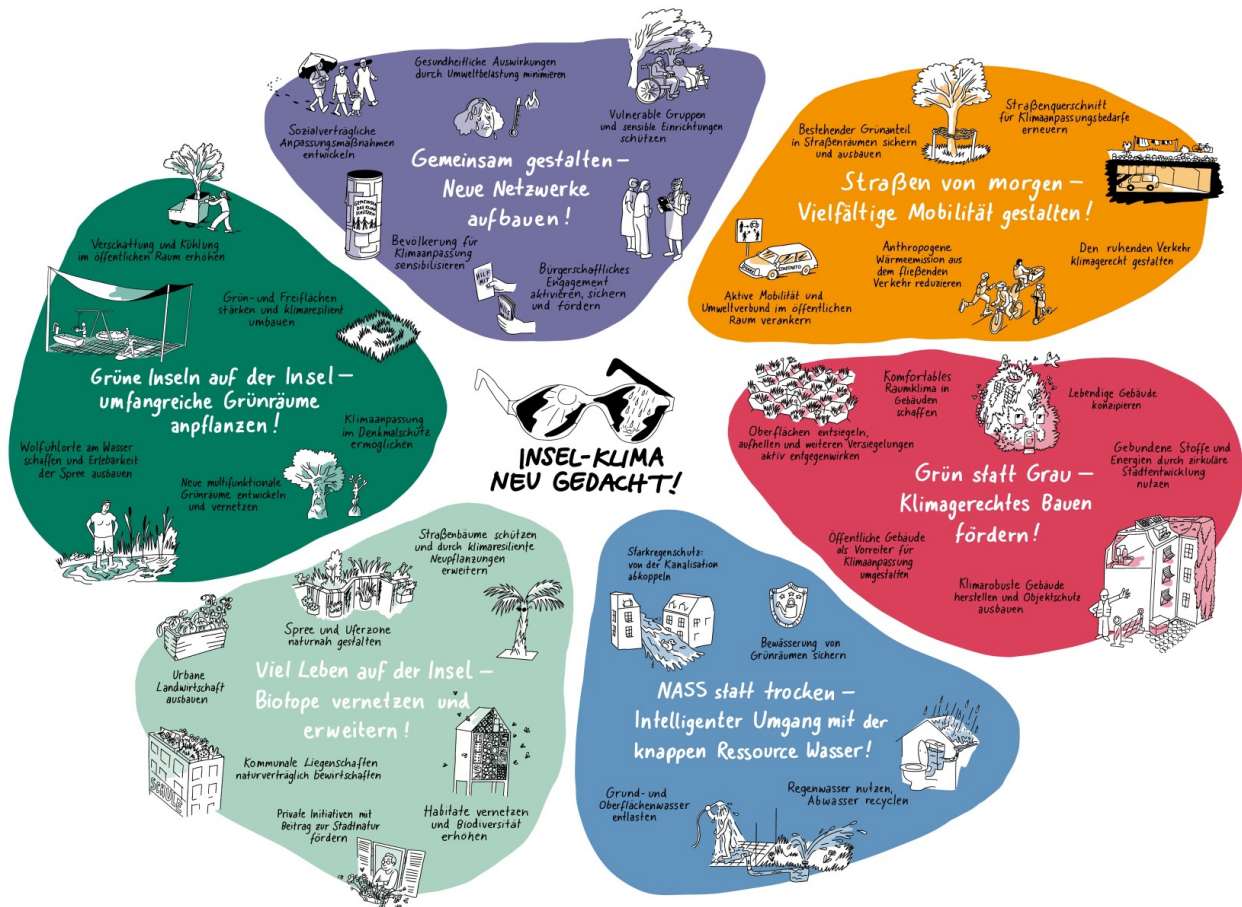 Gesundheitliche Auswirkungen
durch Umweltbelastung minimieren
Sozialverträgliche
Anpassungsmaßnahmen
entwickeln
Vulnerable Gruppen
und sensible Einrichtungen
schützen
Gemeinsam gestalten –
Neue Netzwerke
aufbauen!
GEMEINSAM
DAS KLIMA
SCHÜTZEN
Bevölkerung für
Klimaanpassung
sensibilisieren
HILF
MIT
Bürgerschaftliches
Engagement
aktivieren, sichern
und fördern
Straßenquerschnitt
für Klimaanpassungsbedarfe
erneuern
Bestehender Grünanteil
in Straßenräumen sichern
und ausbauen
Straßen von morgen –
Vielfältige Mobilität gestalten!
Anthropogene
Wärmeemission aus
dem fließenden
Verkehr reduzieren
Den ruhenden Verkehr
klimagerecht gestalten
Aktive Mobilität und
Umweltverbund im öffentlichen
Raum verankern
Verschattung und Kühlung
im öffentlichen Raum erhöhen
Grün- und Freiflächen
stärken und klimaresilient
umbauen
Grüne Inseln auf der Insel –
umfangreiche Grünräume
anpflanzen!
Klimaanpassung
im Denkmalschutz
ermöglichen
Wolfühlorte am Wasser
schaffen und Erlebarkeit
der Spree ausbauen
Neue multifunktionale
Grünräume entwickeln
und vernetzen
INSEL-KLIMA
NEU GEDACHT!
Komfortables
Raumklima in
Gebäuden
schaffen
Lebendige Gebäude
konzipieren
Oberflächen entsiegeln,
aufhellen und weiteren Versiegelungen
aktiv entgegenwirken
Gebundene Stoffe und
Energien durch zirkuläre
Stadtentwicklung
nutzen
Grün statt Grau –
Klimagerechtes Bauen
fördern!
Öffentliche Gebäude
als Vorreiter für
Klimaanpassung
umgestalten
Klimarobuste Gebäude
herstellen und Objektschutz
ausbauen
Straßenbäume schützen
und durch klimaresiliente
Neupflanzungen
erweitern
Spree und Uferzone
naturnah gestalten
Urbane
Landwirtschaft
ausbauen
Viel Leben auf der Insel –
Biotope vernetzen und
erweitern!
Kommunale Liegenschaften
naturverträglich bewirtschaften
SCHULE
Private Initiativen mit
Beitrag zur Stadtnatur
fördern
Habitate vernetzen
und Biodiversität
erhöhen
Starkregenschutz:
von der Kanalisation
abkoppeln
Bewässerung von
Grünräumen sichern
NASS statt trocken –
Intelligenter Umgang mit der
knappen Ressource Wasser!
Grund- und
Oberflächenwasser
entlasten
Regenwasser nutzen,
Abwasser recyclen